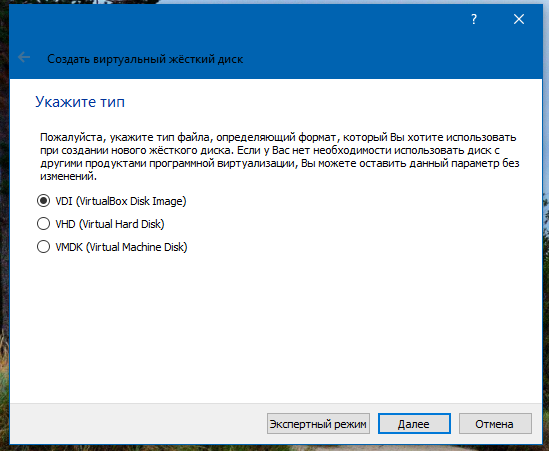 ?
Создать виртуальный жёсткий диск
Укажите тип
Пожалуйста, укажите тип файла, определяющий формат, который Вы хотите использовать
при создании нового жёсткого диска. Если у Вас нет необходимости использовать диск с
другими продуктами программной виртуализации, Вы можете оставить данный параметр без
изменений.
VDI (VirtualBox Disk Image)
VHD (Virtual Hard Disk)
VMDK (Virtual Machine Disk)
Экспертный режим Далее Отмена